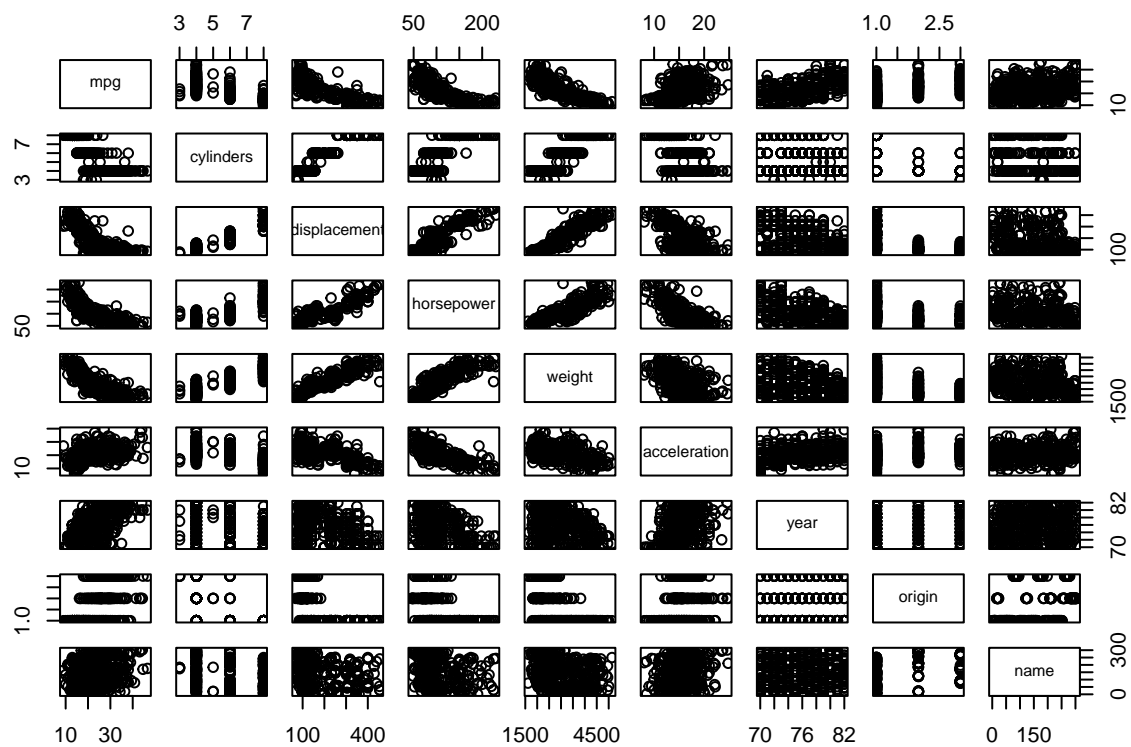 3 5 7
50 200
10 20
1.0 2.5
mpg
10
3 7
cylinders
displacement
100
50
horsepower
weight
1500
10
acceleration
year
70 82
1.0
origin
name
0 150 300
10 30
100 400
1500 4500
70 76 82
0 150